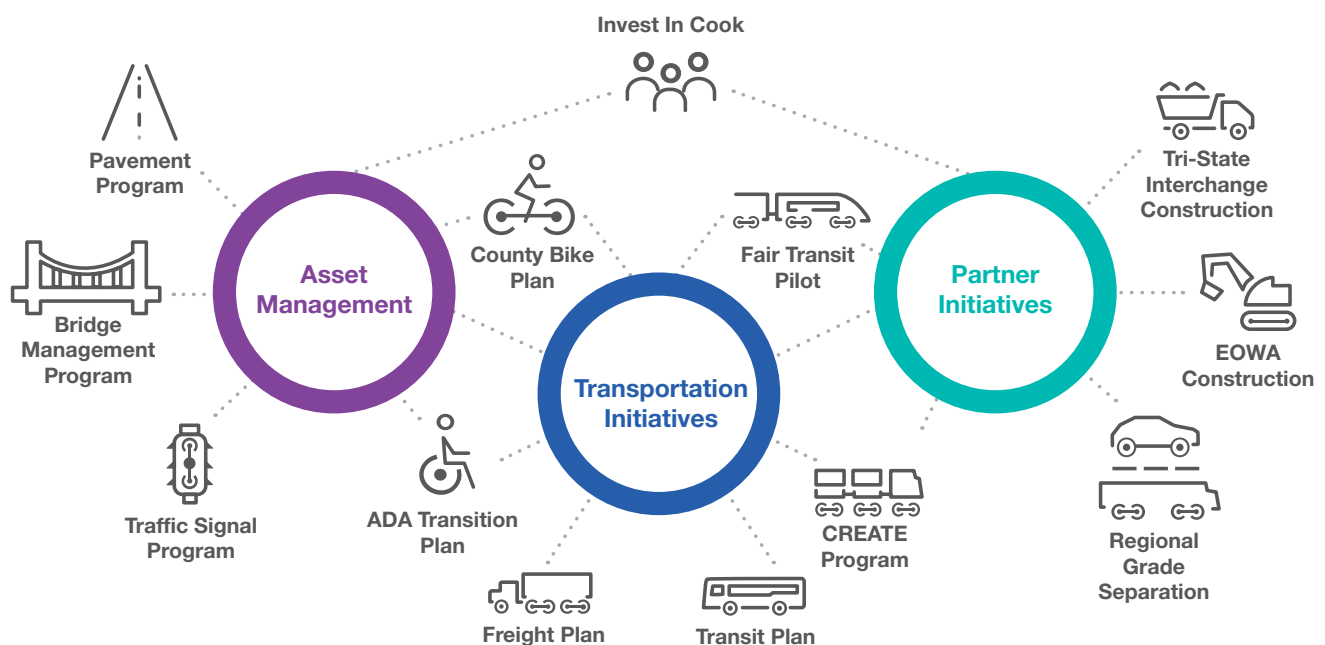 Invest In Cook
Pavement
Program
Tri-State
Interchange
Construction
County Bike
Plan
Fair Transit
Pilot
Asset
Management
Partner
Initiatives
Bridge
Management
Program
EOWA
Construction
Transportation
Initiatives
Traffic Signal
Program
ADA Transition
Plan
CREATE
Program
Regional
Grade
Separation
Freight Plan
Transit Plan